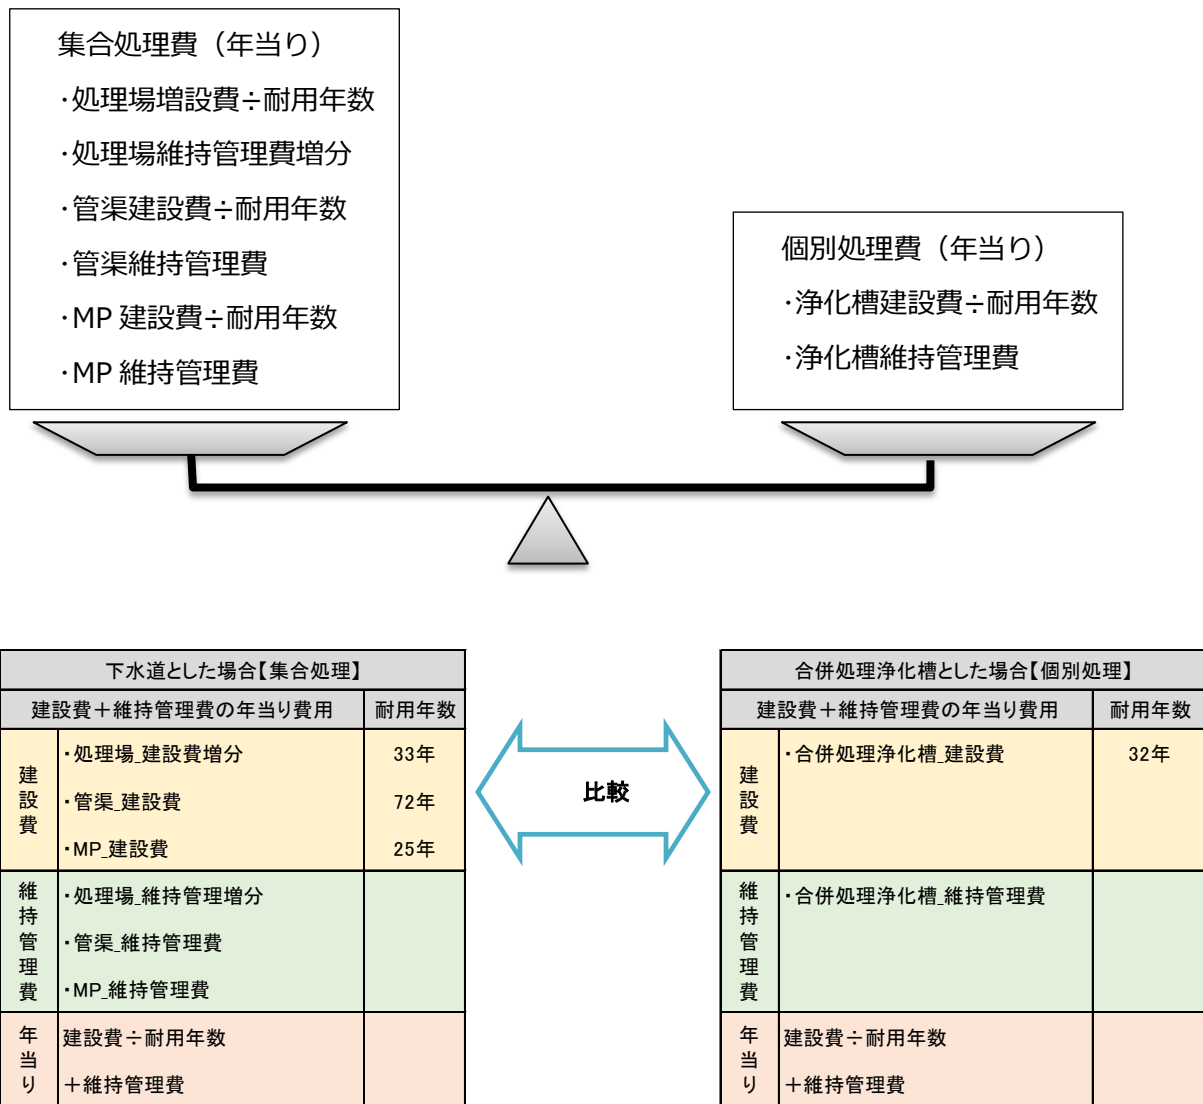 集合処理費（年当り）
・処理場増設費÷耐用年数
・処理場維持管理費増分
・管渠建設費÷耐用年数
・管渠維持管理費
・MP 建設費÷耐用年数
・MP 維持管理費
個別処理費（年当り）
・浄化槽建設費÷耐用年数
・浄化槽維持管理費
下水道とした場合【集合処理】
建設費＋維持管理費の年当り費用 耐用年数
建設費
・処理場_建設費増分 33年
・管渠_建設費 72年
・MP_建設費 25年
維持管理費
・処理場_維持管理増分
・管渠_維持管理費
・MP_維持管理費
年当り
建設費÷耐用年数
＋維持管理費
比較
合併処理浄化槽とした場合【個別処理】
建設費＋維持管理費の年当り費用 耐用年数
建設費
・合併処理浄化槽_建設費 32年
維持管理費
・合併処理浄化槽_維持管理費
年当り
建設費÷耐用年数
＋維持管理費